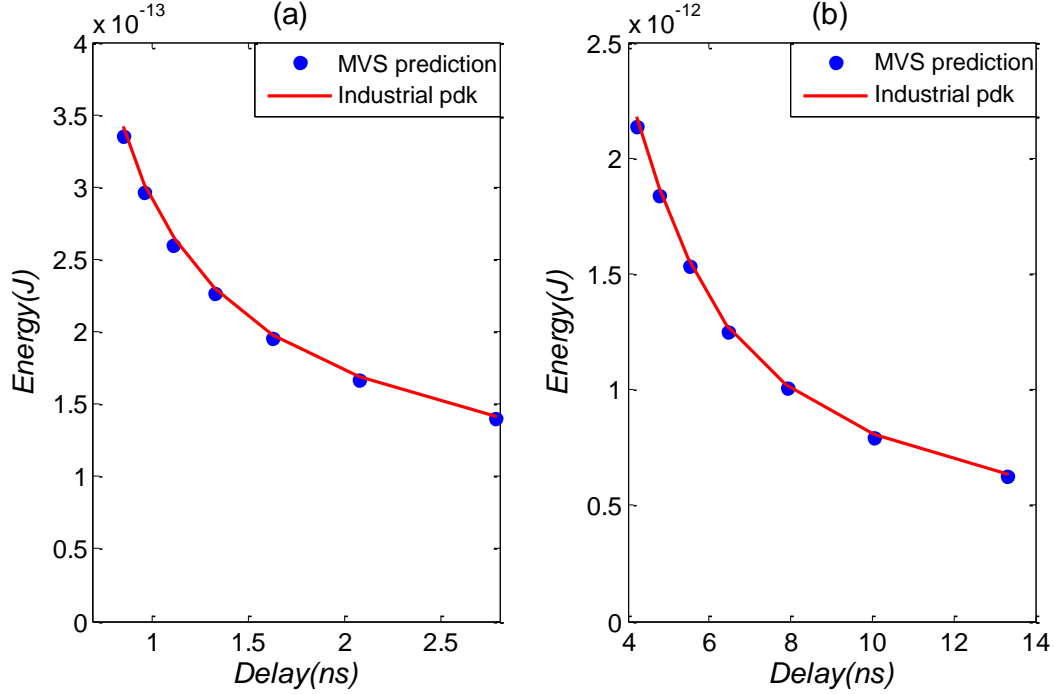 (a)
x 10-13
4
3.5
3
2.5
2
1.5
1
0.5
0
Energy(J)
1
1.5
2
2.5
Delay(ns)
MVS prediction
Industrial pdk
(b)
x 10-12
2.5
2
1.5
1
0.5
0
Energy(J)
4
6
8
10
12
14
Delay(ns)
MVS prediction
Industrial pdk